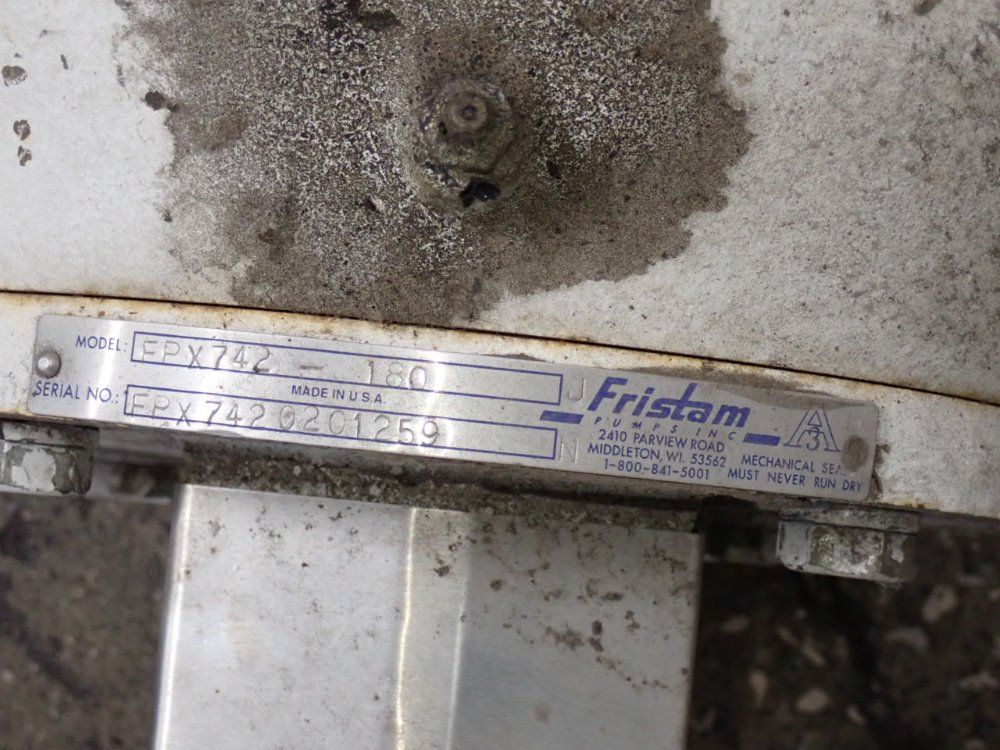 MODEL: FPX742 - 180 J
MADE IN U.S.A.
SERIAL NO.: FPX7420201259 N
Fristam
PUMPS INC
2410 PARVIEW ROAD
MIDDLETON, WI. 53562
1-800-841-5001
A
3
MECHANICAL SEAL
MUST NEVER RUN DRY